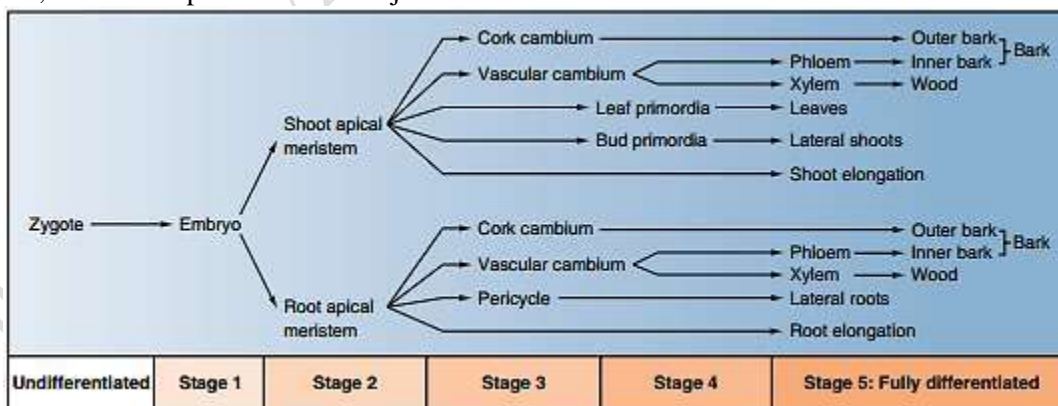 Cork cambium
Outer bark
Bark
Vascular cambium
Phloem
Inner bark
Xylem
Wood
Shoot apical
meristem
Leaf primordia
Leaves
Bud primordia
Lateral shoots
Shoot elongation
Zygote
Embryo
Cork cambium
Outer bark
Bark
Vascular cambium
Phloem
Inner bark
Xylem
Wood
Root apical
meristem
Pericycle
Lateral roots
Root elongation
Undifferentiated
Stage 1
Stage 2
Stage 3
Stage 4
Stage 5: Fully differentiated